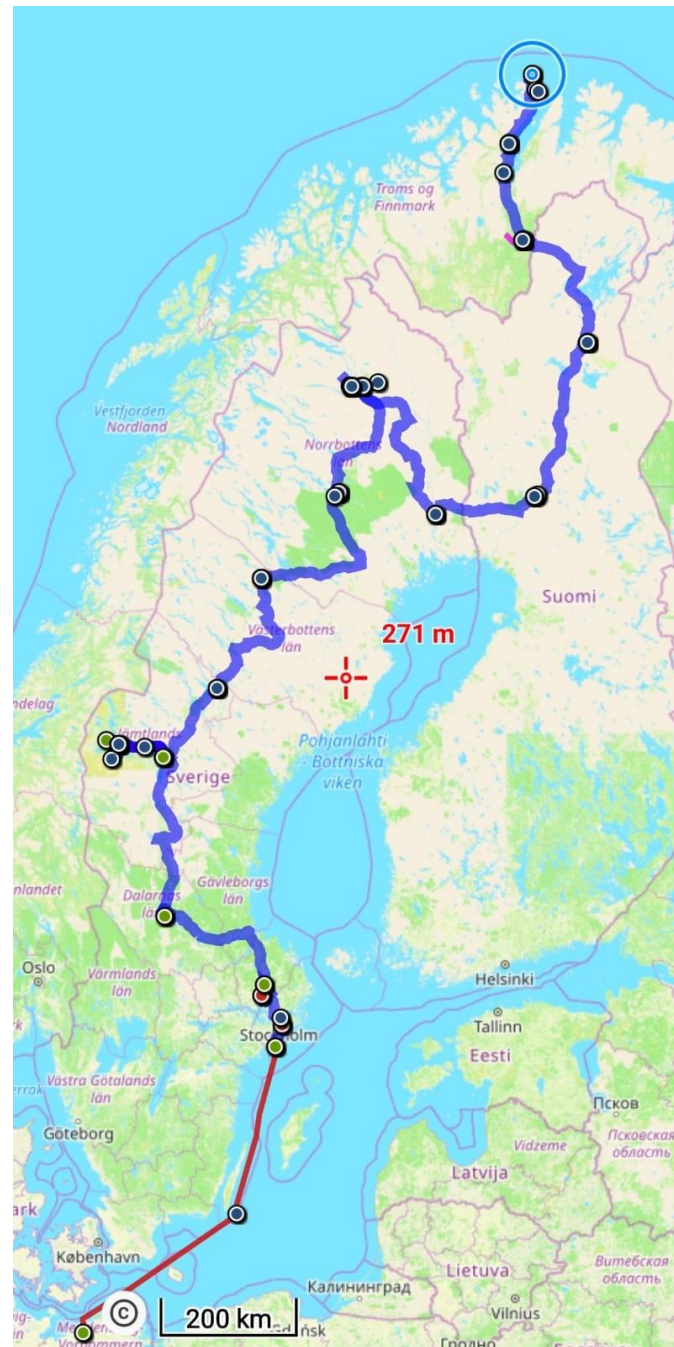 Troms og
Finnmark
Vestfjorden
Nordland
Norrbottens
län
Suomi
271 m
Västerbottens
län
ndelag
Jämtlands
Pohjanlahti
- Bottniska
viken
Sverige
nlandet
Dalarnas
län
Gävleborgs
län
Oslo
Värmlands
län
Helsinki
Tallinn
Stockholm
Eesti
Västra Götalands
län
Псков
Göteborg
Vidzeme
Псковская
область
Latvija
ark
København
Lietuva
Витебская
область
Калининград
©
200 km
Vilnius
Гродно